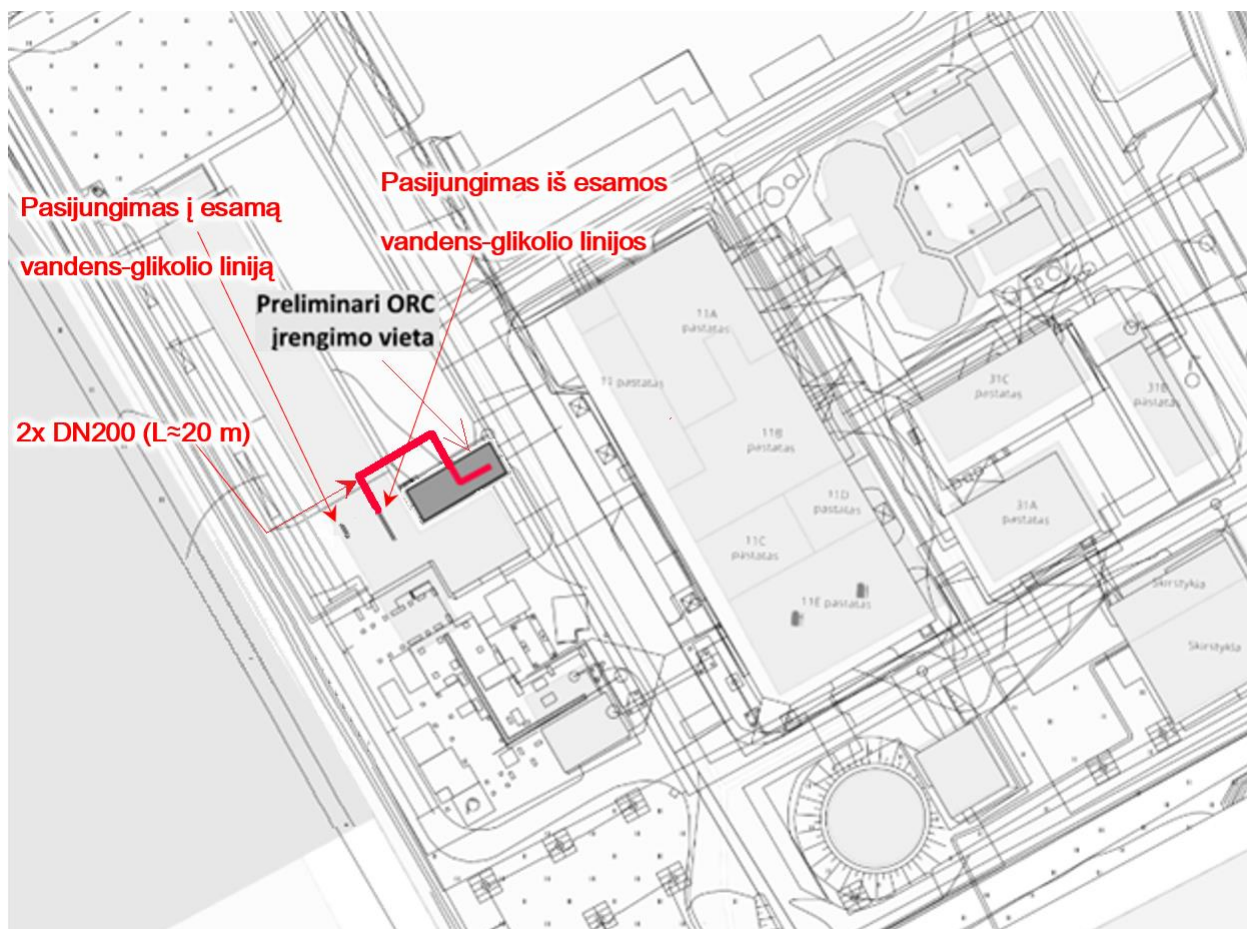 Pasijungimas iš esamos
vandens-glikolio linijos
Pasijungimas į esamą
vandens-glikolio liniją
Preliminari ORC
įrengimo vieta
2x DN200 (L≈20 m)
11A
pastatas
11 pastatas
11B
pastatas
11D
pastatas
11C
pastatas
11E pastatas
31C
pastatas
31B
pastatas
31A
pastatas
Skirstykla
Skirstykla